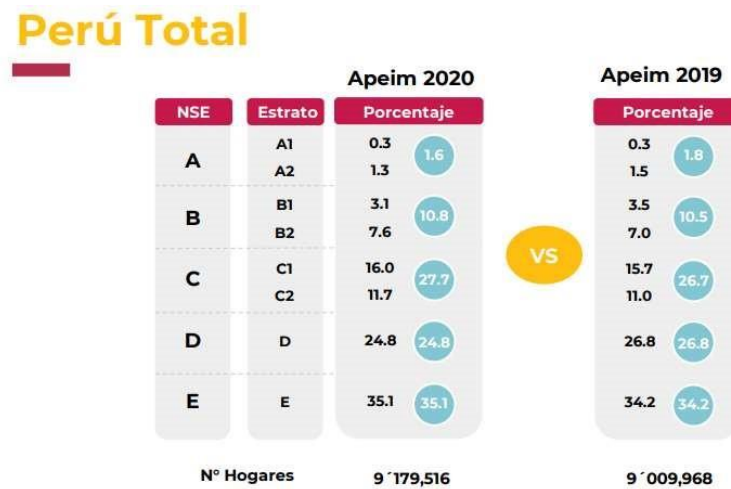 Perú Total
Apeim 2020 Apeim 2019
NSE Estrato Porcentaje Porcentaje
A A1 0.3 1.6 0.3 1.8
A2 1.3 1.5
B B1 3.1 10.8 3.5 10.5
B2 7.6 7.0
VS
C C1 16.0 27.7 15.7 26.7
C2 11.7 11.0
D D 24.8 24.8 26.8 26.8
E E 35.1 35.1 34.2 34.2
N° Hogares 9´179,516 9´009,968